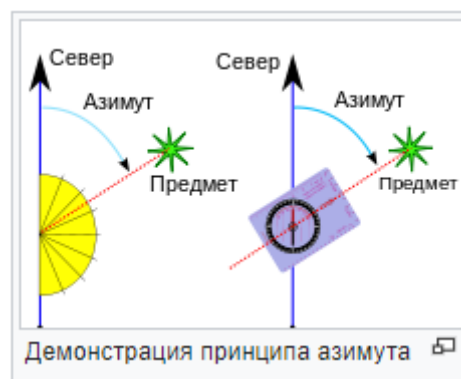 Север
Азимут
Предмет
Север
Азимут
Предмет
Демонстрация принципа азимута